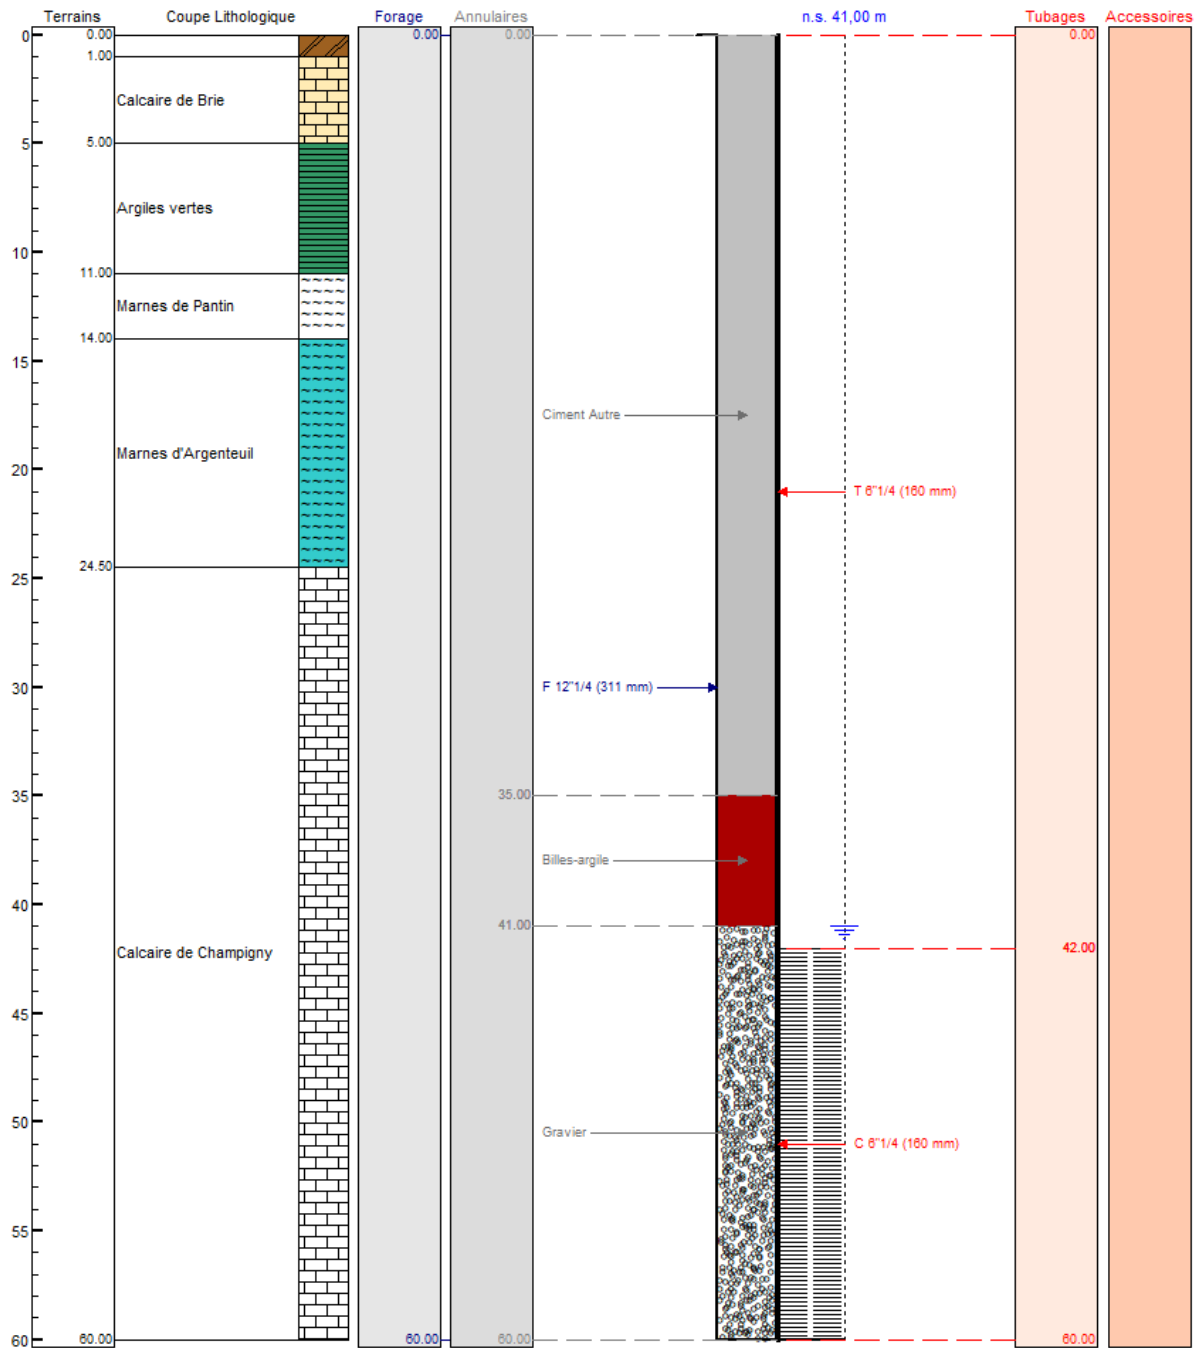 Terrains Coupe Lithologique Forage Annulaires n.s. 41,00 m Tubages Accessoires
0 0.00 0.00 0.00 0.00
1.00
Calcaire de Brie
5 5.00
Argiles vertes
10
11.00
Marnes de Pantin
14.00
15
Ciment Autre
Marnes d'Argenteuil
20
T 6"1/4 (160 mm)
24.50
25
30 F 12"1/4 (311 mm)
35 35.00
Billes-argile
40
41.00
42.00
Calcaire de Champigny
45
50
Gravier
C 6"1/4 (160 mm)
55
60 60.00 60.00 60.00 60.00